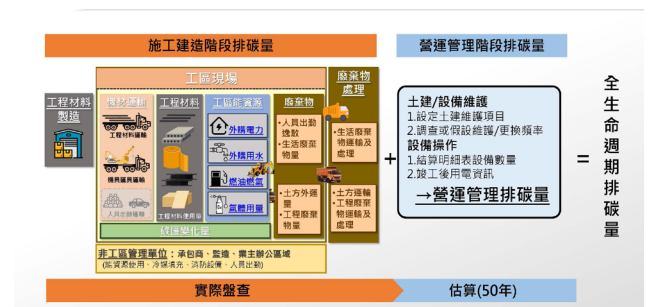 施工建造階段排碳量
營運管理階段排碳量
工程材料
製造
工區現場
機材運輸
工程材料運輸
機具載具運輸
人員出勤運輸
工程材料
工程材料使用量
工區能資源
外購電力
外購用水
燃油燃氣
氣體用量
碳匯變化量
廢棄物
•人員出勤
逸散
•生活廢棄
物量
•土方外運
量
•工程廢棄
物量
廢棄物
處理
•生活廢棄
物運輸及
處理
•土方運輸
•工程廢棄
物運輸及
處理
非工區管理單位：承包商、監造、業主辦公區域
(能資源使用、冷媒填充、消防設備、人員出勤)
+
土建/設備維護
1.設定土建維護項目
2.調查或假設維護/更換頻率
設備操作
1.結算明細表設備數量
2.竣工後用電資訊
→營運管理排碳量
=
全生命週期排碳量
實際盤查
估算(50年)